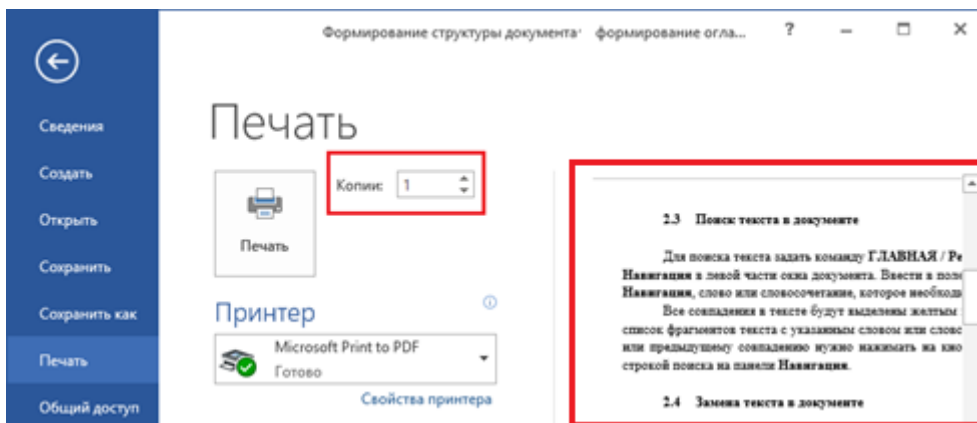 Формирование структуры документа· формирование огла...
?
Сведения
Создать
Открыть
Сохранить
Сохранить как
Печать
Общий доступ
Печать
Печать
Копии: 1
Принтер
Microsoft Print to PDF
Готово
Свойства принтера
2.3 Поиск текста в документе
Для поиска текста задать команду ГЛАВНАЯ / Ре
Навигация в левой части окна документа. Ввести в поле
Навигация, слово или словосочетание, которое необходи
Все совпадения в тексте будут выделены желтым
список фрагментов текста с указанным словом или словос
или предыдущему совпадению нужно нажимать на кно
строкой поиска на панели Навигация.
2.4 Замена текста в документе